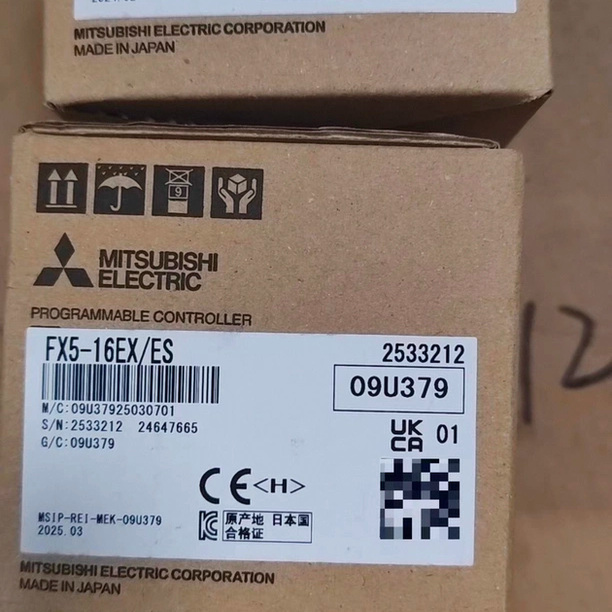 MITSUBISHI ELECTRIC CORPORATION
MADE IN JAPAN
9
MITSUBISHI
ELECTRIC
PROGRAMMABLE CONTROLLER
FX5-16EX/ES
2533212
09U379
M/C:09U37925030701
S/N:2533212 24647665
G/C:09U379
UK
CA 01
CE <H>
MSIP-REI-MEK-09U379
2025.03
原产地 日本国
合格证
MITSUBISHI ELECTRIC CORPORATION
MADE IN JAPAN
12